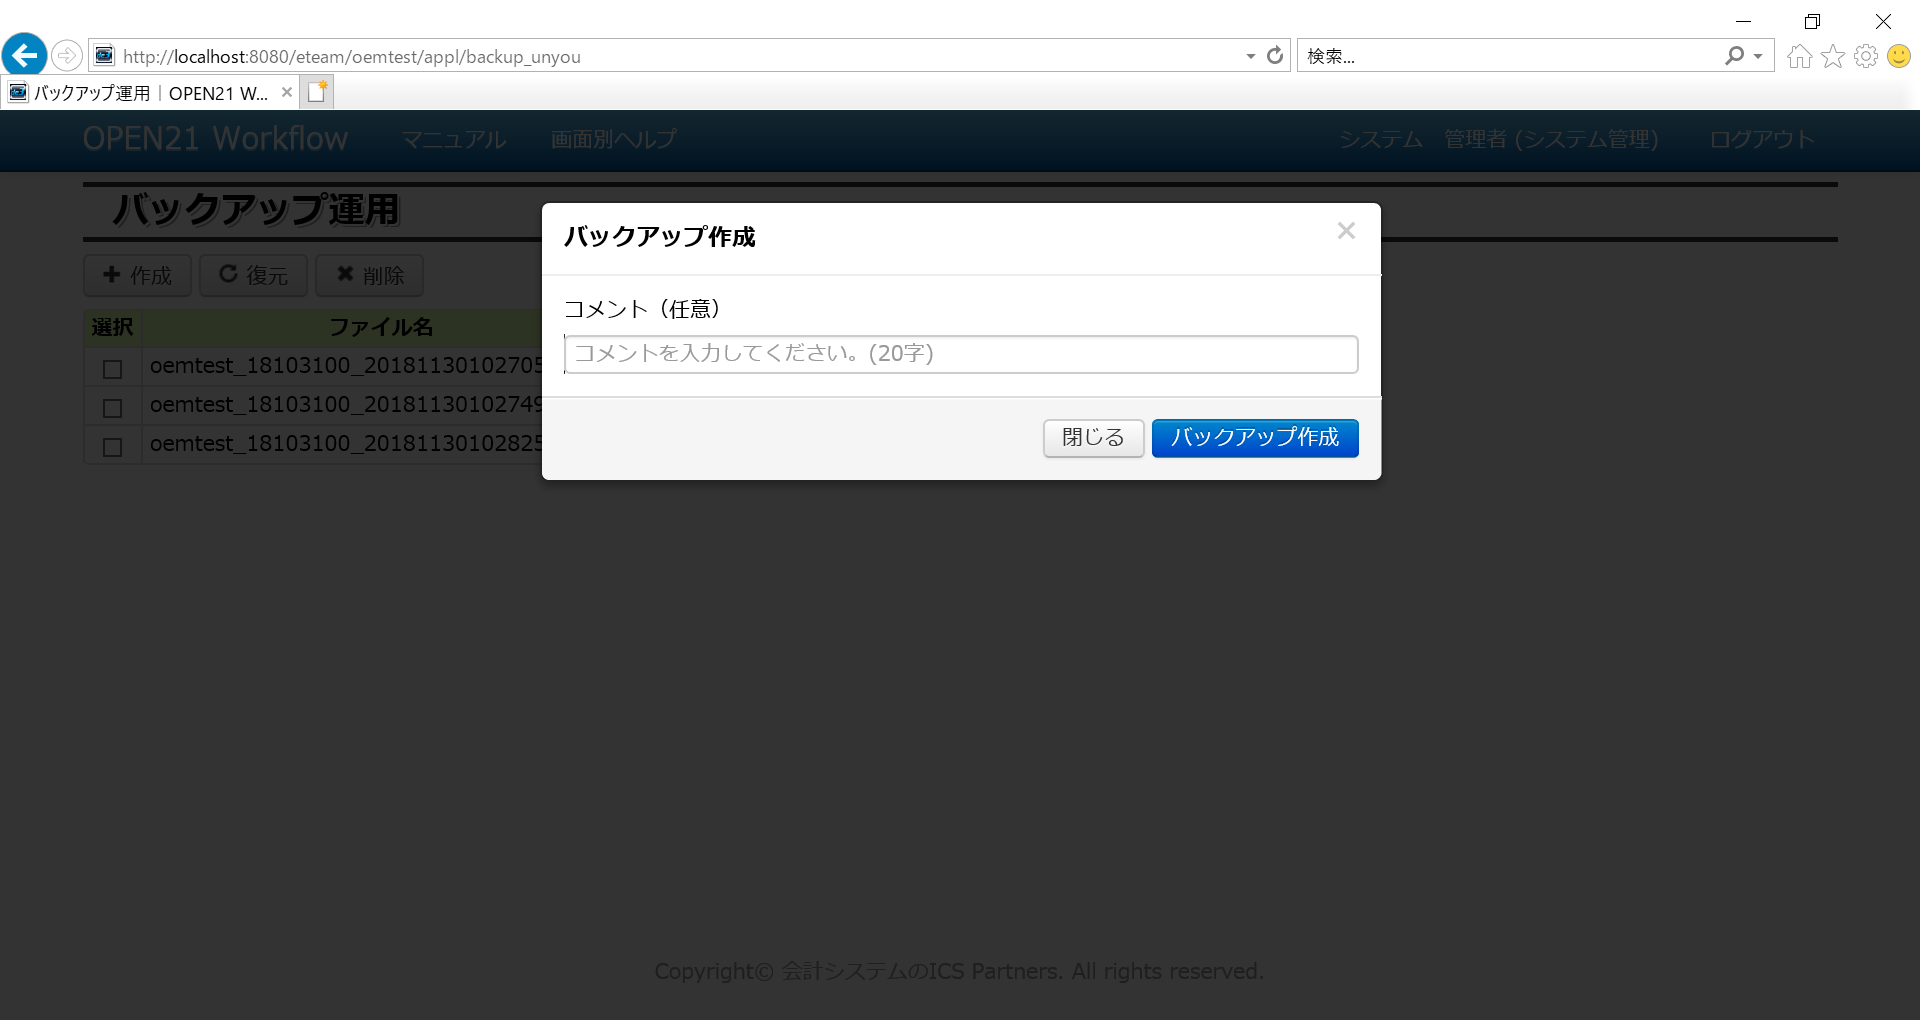 http://localhost:8080/eteam/oemtest/appl/backup_unyou
検索...
バックアップ運用 | OPEN21 W...
OPEN21 Workflow マニュアル 画面別ヘルプ システム 管理者 (システム管理) ログアウト
バックアップ運用
作成 復元 削除
選択 ファイル名
oemtest_18103100_20181130102705
oemtest_18103100_20181130102749
oemtest_18103100_20181130102825
バックアップ作成
コメント（任意）
コメントを入力してください。(20字)
閉じる バックアップ作成
Copyright© 会計システムのICS Partners. All rights reserved.